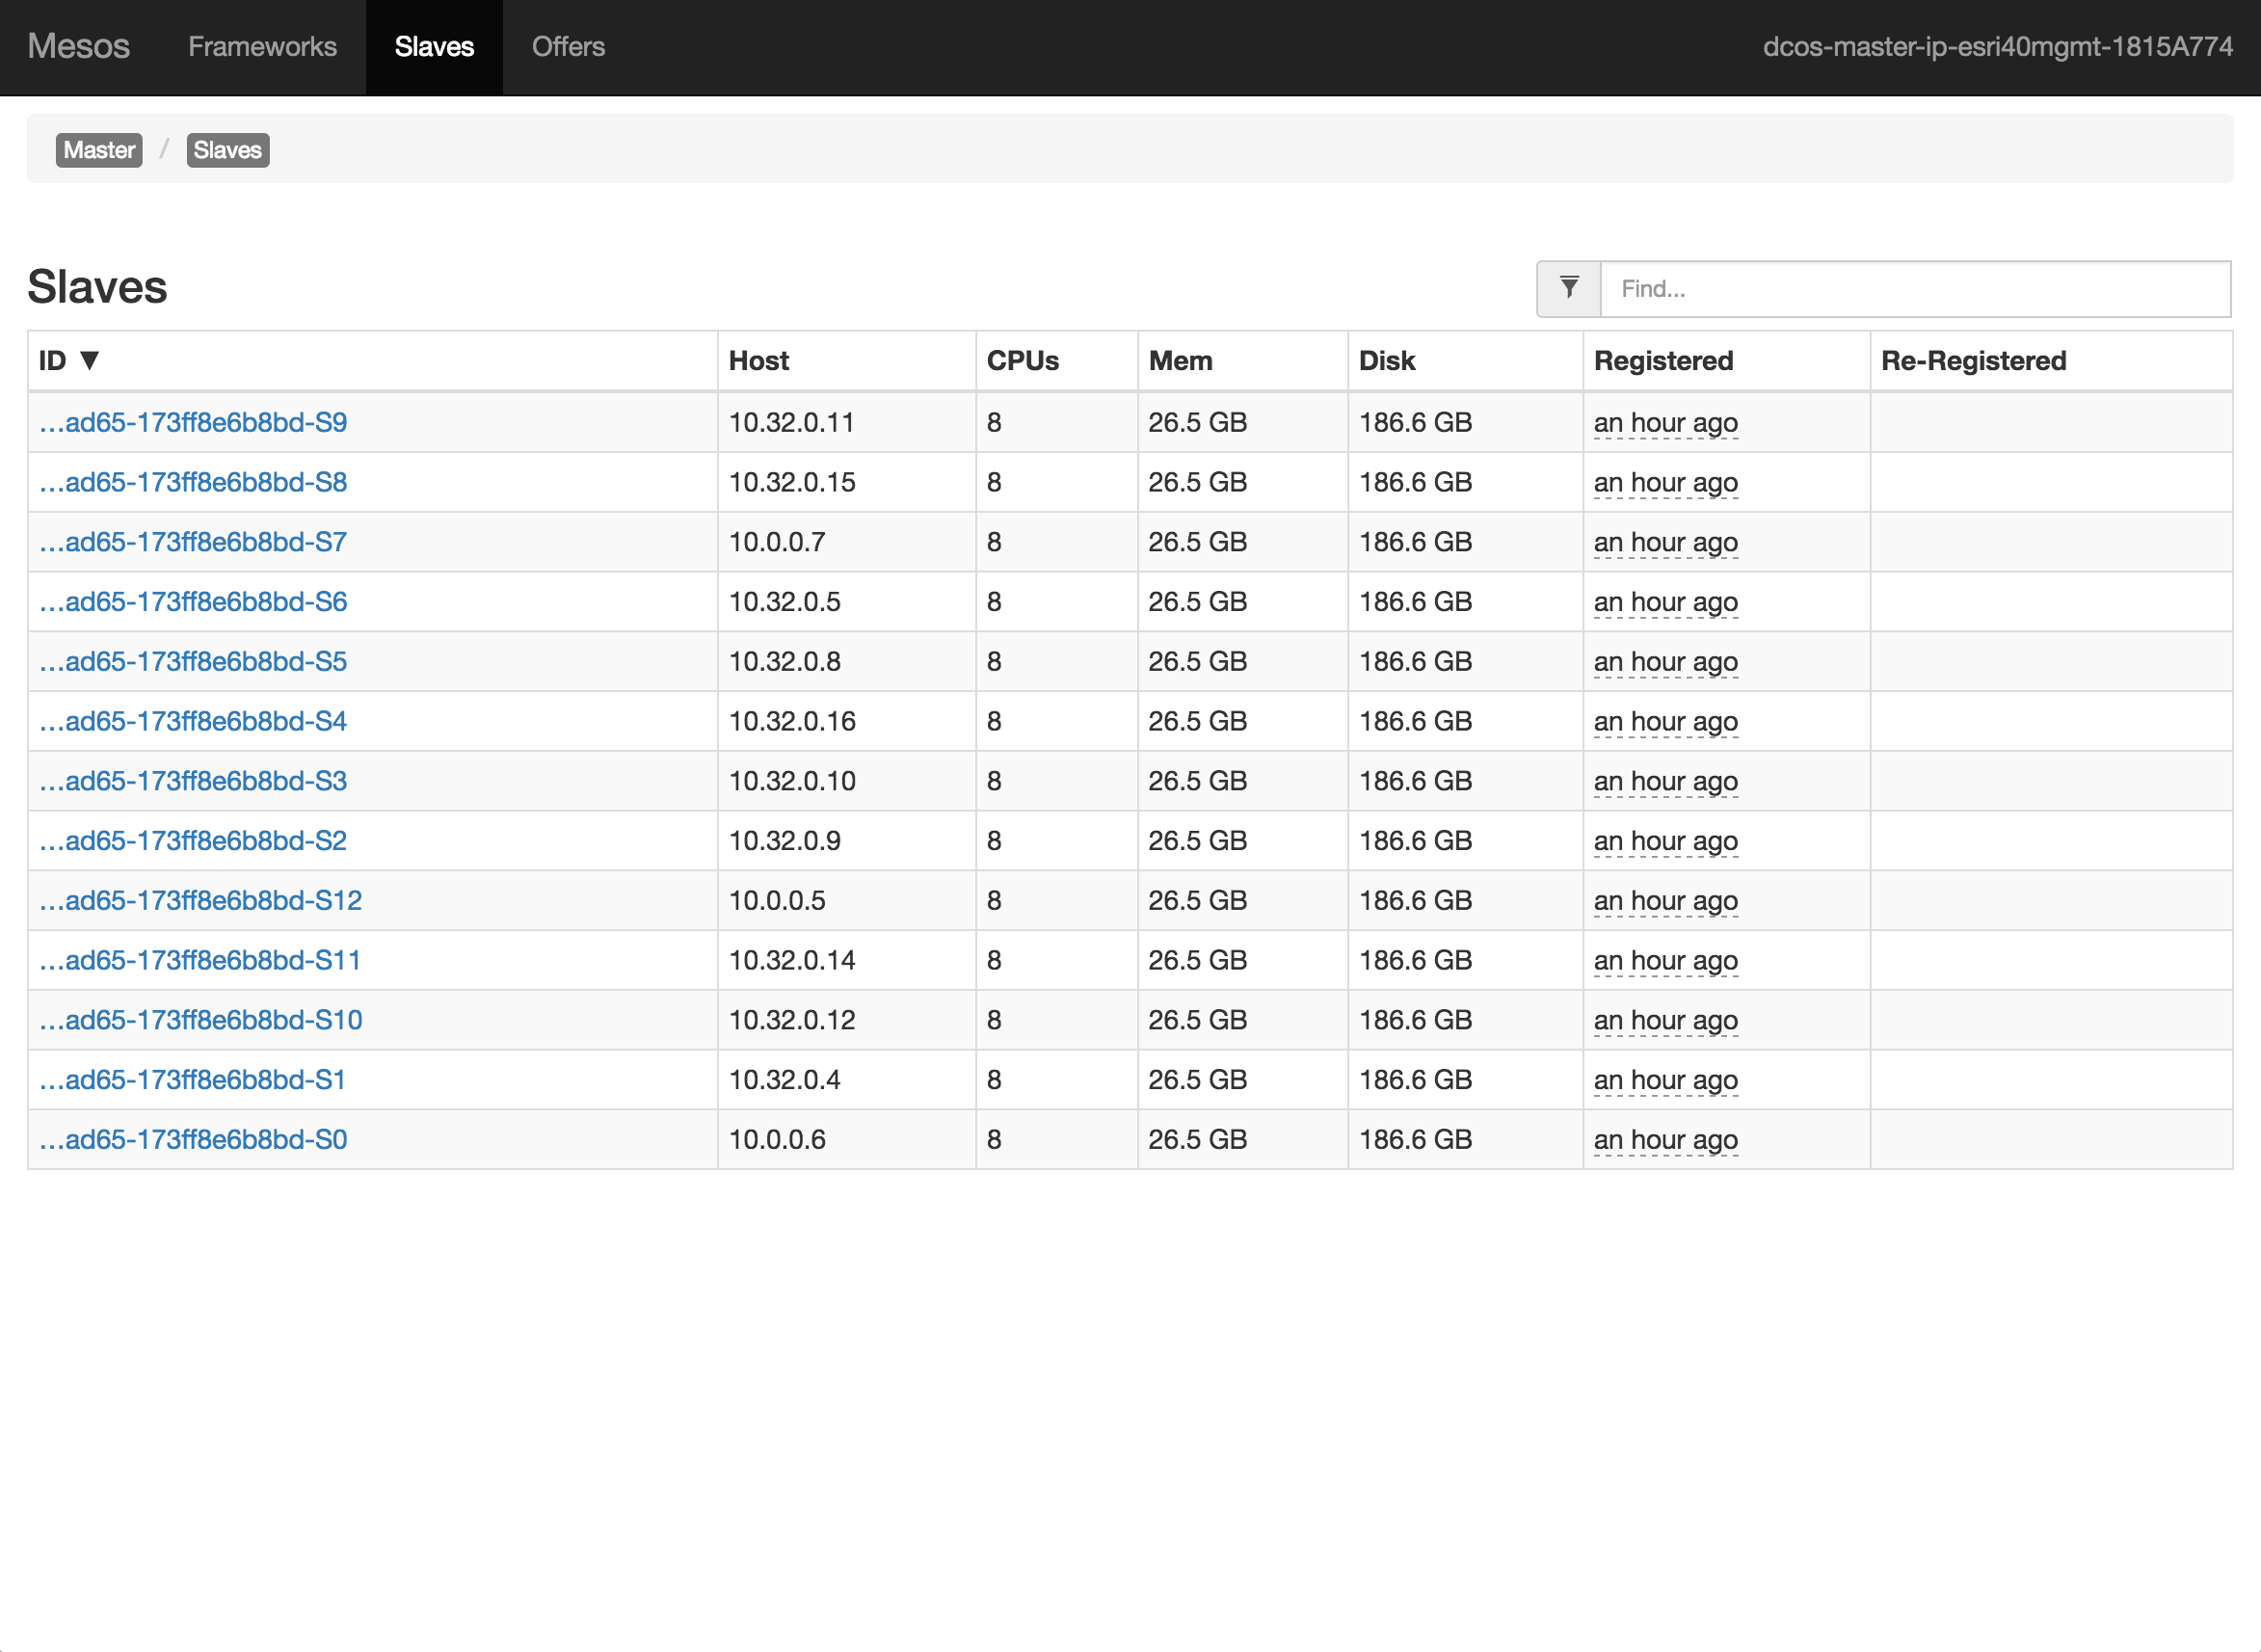 Mesos Frameworks Slaves Offers dcos-master-ip-esri40mgmt-1815A774
Master / Slaves
Slaves Find...
ID ▼ Host CPUs Mem Disk Registered Re-Registered
...ad65-173ff8e6b8bd-S9 10.32.0.11 8 26.5 GB 186.6 GB an hour ago
...ad65-173ff8e6b8bd-S8 10.32.0.15 8 26.5 GB 186.6 GB an hour ago
...ad65-173ff8e6b8bd-S7 10.0.0.7 8 26.5 GB 186.6 GB an hour ago
...ad65-173ff8e6b8bd-S6 10.32.0.5 8 26.5 GB 186.6 GB an hour ago
...ad65-173ff8e6b8bd-S5 10.32.0.8 8 26.5 GB 186.6 GB an hour ago
...ad65-173ff8e6b8bd-S4 10.32.0.16 8 26.5 GB 186.6 GB an hour ago
...ad65-173ff8e6b8bd-S3 10.32.0.10 8 26.5 GB 186.6 GB an hour ago
...ad65-173ff8e6b8bd-S2 10.32.0.9 8 26.5 GB 186.6 GB an hour ago
...ad65-173ff8e6b8bd-S12 10.0.0.5 8 26.5 GB 186.6 GB an hour ago
...ad65-173ff8e6b8bd-S11 10.32.0.14 8 26.5 GB 186.6 GB an hour ago
...ad65-173ff8e6b8bd-S10 10.32.0.12 8 26.5 GB 186.6 GB an hour ago
...ad65-173ff8e6b8bd-S1 10.32.0.4 8 26.5 GB 186.6 GB an hour ago
...ad65-173ff8e6b8bd-S0 10.0.0.6 8 26.5 GB 186.6 GB an hour ago